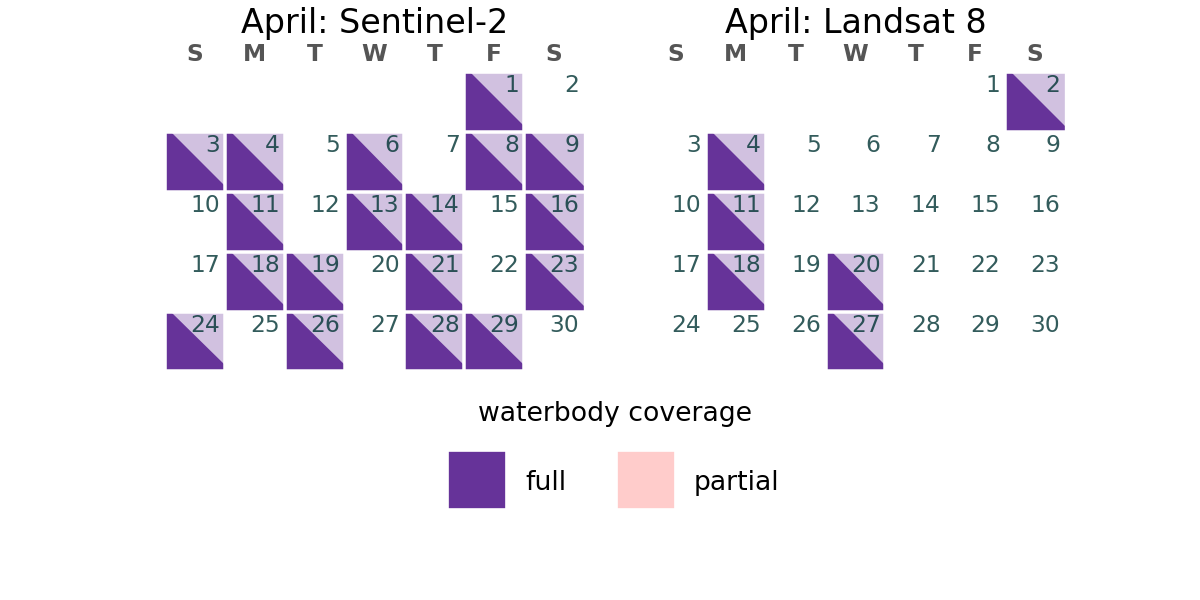 April: Sentinel-2
S M T W T F S
1 2
3 4 5 6 7 8 9
10 11 12 13 14 15 16
17 18 19 20 21 22 23
24 25 26 27 28 29 30
April: Landsat 8
S M T W T F S
1 2
3 4 5 6 7 8 9
10 11 12 13 14 15 16
17 18 19 20 21 22 23
24 25 26 27 28 29 30
waterbody coverage
full
partial